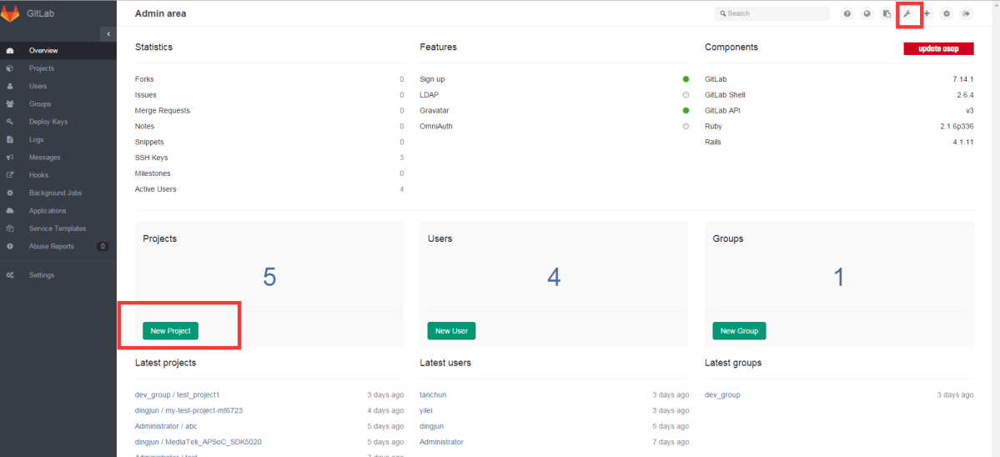 GitLab
Admin area
Search
<
Overview
Projects
Users
Groups
Deploy Keys
Logs
Messages
Hooks
Background Jobs
Applications
Service Templates
Abuse Reports 0
Settings
Statistics
Forks 0
Issues 0
Merge Requests 0
Notes 0
Snippets 0
SSH Keys 3
Milestones 0
Active Users 4
Features
Sign up
LDAP
Gravatar
OmniAuth
Components update asap
GitLab 7.14.1
GitLab Shell 2.6.4
GitLab API v3
Ruby 2.1.6p336
Rails 4.1.11
Projects
5
New Project
Users
4
New User
Groups
1
New Group
Latest projects
dev_group / test_project1 3 days ago
dingjun / my-test-project-mt6723 4 days ago
Administrator / abc 5 days ago
dingjun / MediaTek_APSoC_SDK5020 5 days ago
Administrator / test 7 days ago
Latest users
tanchun 3 days ago
yilei 3 days ago
dingjun 5 days ago
Administrator 7 days ago
Latest groups
dev_group 3 days ago